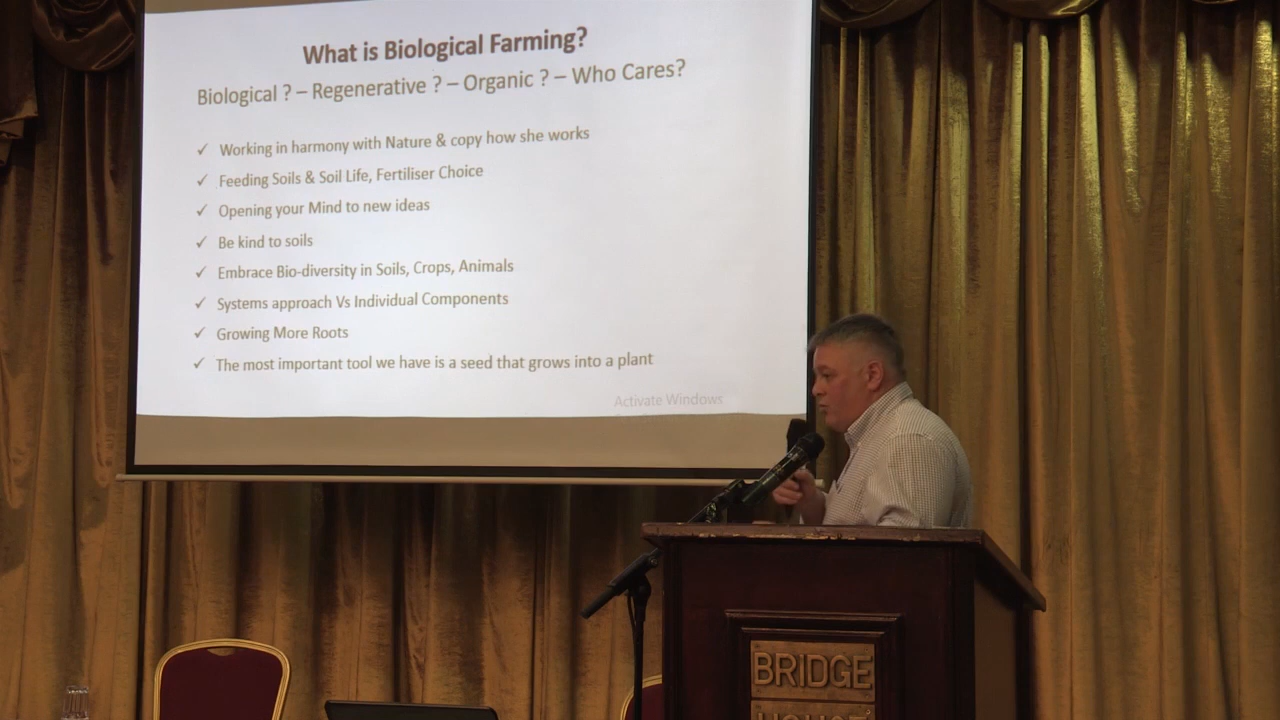 What is Biological Farming?
Biological ? – Regenerative ? – Organic ? – Who Cares?
✓ Working in harmony with Nature & copy how she works
✓ Feeding Soils & Soil Life, Fertiliser Choice
✓ Opening your Mind to new ideas
✓ Be kind to soils
✓ Embrace Bio-diversity in Soils, Crops, Animals
✓ Systems approach Vs Individual Components
✓ Growing More Roots
✓ The most important tool we have is a seed that grows into a plant
Activate Windows
BRIDGE
HOUSE